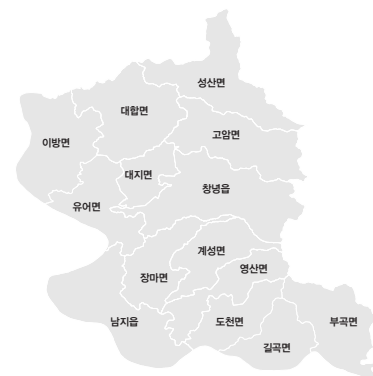 성산면
대합면
고암면
이방면
대지면
창녕읍
유어면
계성면
영산면
장마면
남지읍
도천면
부곡면
길곡면